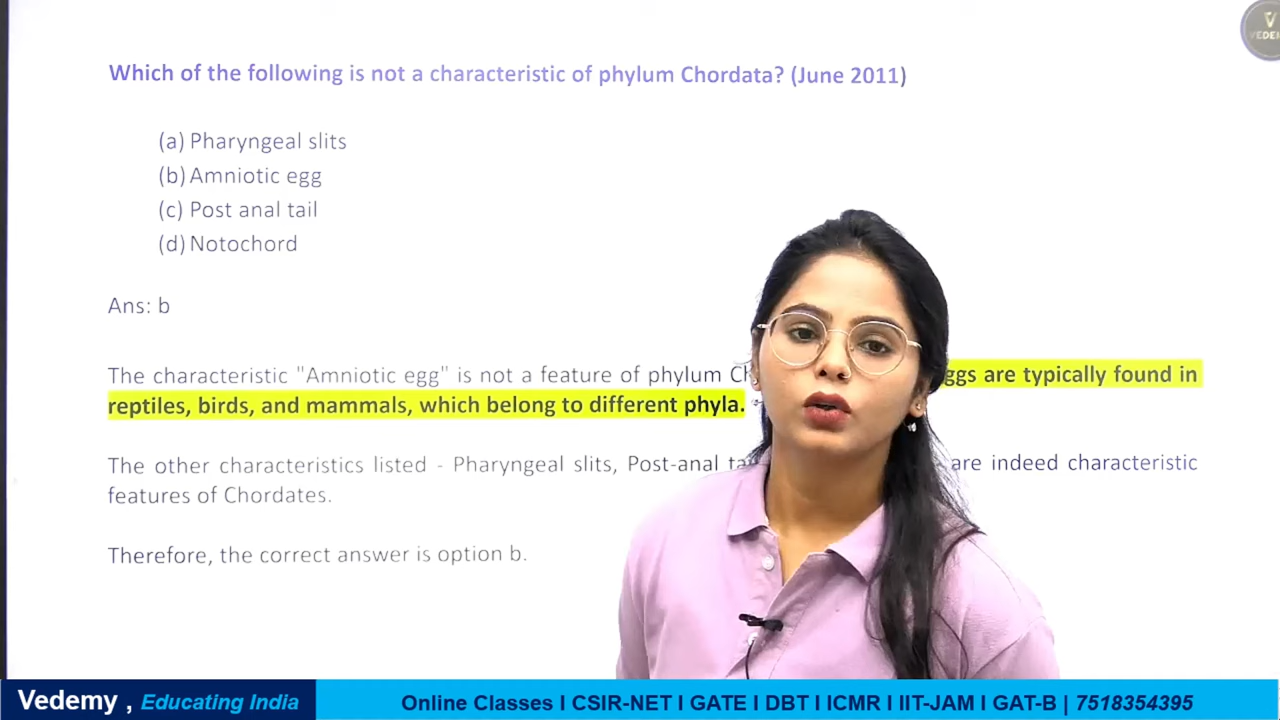 V
VEDEM
Which of the following is not a characteristic of phylum Chordata? (June 2011)
(a) Pharyngeal slits
(b) Amniotic egg
(c) Post anal tail
(d) Notochord
Ans: b
The characteristic "Amniotic egg" is not a feature of phylum Ch ggs are typically found in
reptiles, birds, and mammals, which belong to different phyla.
The other characteristics listed - Pharyngeal slits, Post-anal ta are indeed characteristic
features of Chordates.
Therefore, the correct answer is option b.
Vedemy , Educating India Online Classes I CSIR-NET I GATE I DBT I ICMR I IIT-JAM I GAT-B | 7518354395